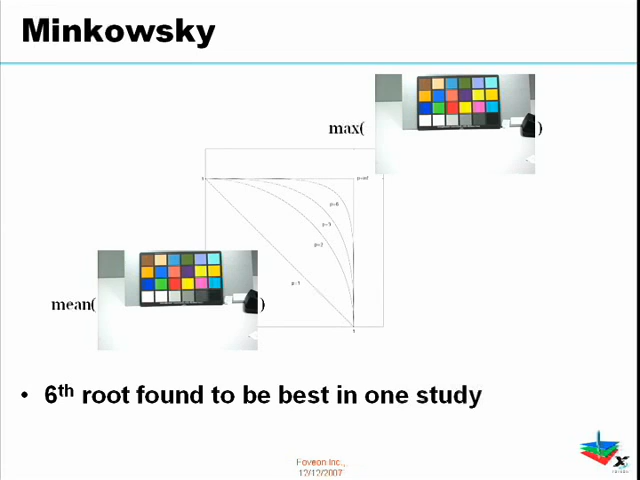 Minkowsky
max( )
p=inf
p=6
p=3
p=2
p=1
mean( )
• 6th root found to be best in one study
Foveon Inc.,
12/12/2007